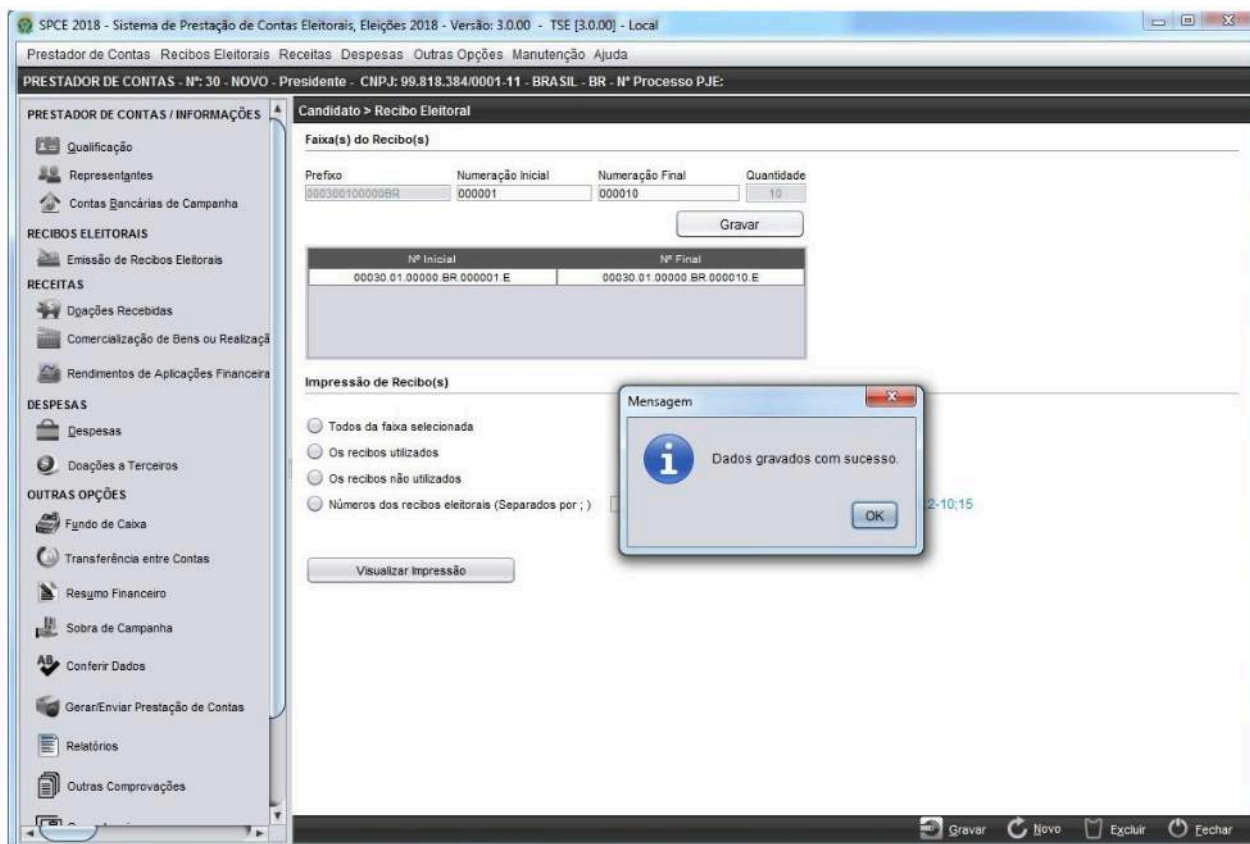 SPCE 2018 - Sistema de Prestação de Contas Eleitorais, Eleições 2018 - Versão: 3.0.00 - TSE [3.0.00] - Local
Prestador de Contas Recibos Eleitorais Receitas Despesas Outras Opções Manutenção Ajuda
PRESTADOR DE CONTAS - Nº: 30 - NOVO - Presidente - CNPJ: 99.818.384/0001-11 - BRASIL - BR - Nº Processo PJE:
PRESTADOR DE CONTAS / INFORMAÇÕES
Qualificação
Representantes
Contas Bancárias de Campanha
RECIBOS ELEITORAIS
Emissão de Recibos Eleitorais
RECEITAS
Doações Recebidas
Comercialização de Bens ou Realizaçã
Rendimentos de Aplicações Financeira
DESPESAS
Despesas
Doações a Terceiros
OUTRAS OPÇÕES
Fundo de Caixa
Transferência entre Contas
Resumo Financeiro
Sobra de Campanha
Conferir Dados
Gerar/Enviar Prestação de Contas
Relatórios
Outras Comprovações
Candidato > Recibo Eleitoral
Faixa(s) do Recibo(s)
Prefixo Numeração Inicial Numeração Final Quantidade
000300100000BR 000001 000010 10
Gravar
Nº Inicial Nº Final
00030.01.00000.BR.000001.E 00030.01.00000.BR.000010.E
Impressão de Recibo(s)
Todos da faixa selecionada
Os recibos utilizados
Os recibos não utilizados
Números dos recibos eleitorais (Separados por ; )
2-10;15
Visualizar Impressão
Mensagem
Dados gravados com sucesso.
OK
Gravar Novo Excluir Fechar